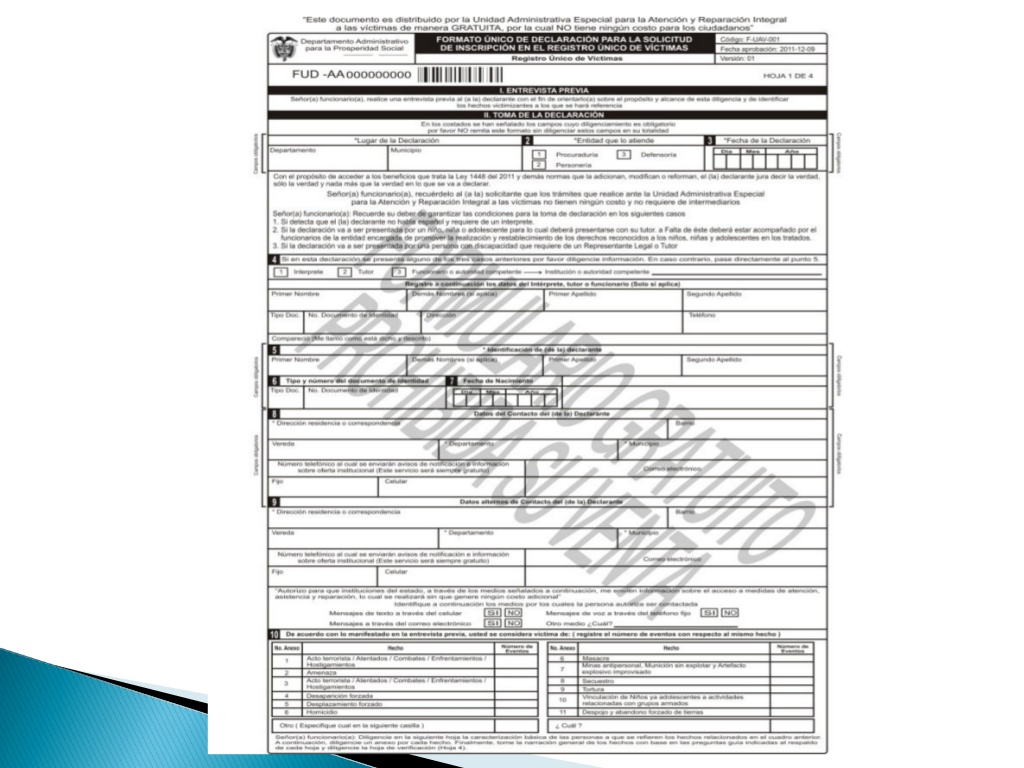 "Este documento es distribuido por la Unidad Administrativa Especial para la Atención y Reparación Integral
a las víctimas de manera GRATUITA, por la cual NO tiene ningún costo para los ciudadanos"
Departamento Administrativo
para la Prosperidad Social
FORMATO ÚNICO DE DECLARACIÓN PARA LA SOLICITUD
DE INSCRIPCIÓN EN EL REGISTRO ÚNICO DE VÍCTIMAS
Registro Único de Víctimas
Código: F-UAV-001
Fecha aprobación: 2011-12-09
Versión: 01
FUD -AA000000000
HOJA 1 DE 4
I. ENTREVISTA PREVIA
Señor(a) funcionario(a), realice una entrevista previa al (a la) declarante con el fin de orientarlo(a) sobre el propósito y alcance de esta diligencia y de identificar
los hechos victimizantes a los que se hará referencia
II. TOMA DE LA DECLARACIÓN
En los costados se han señalado los campos cuyo diligenciamiento es obligatorio
por favor NO remita este formato sin diligenciar estos campos en su totalidad
Campos obligatorios
*Lugar de la Declaración
2 *Entidad que lo atiende
3 *Fecha de la Declaración
Campos obligatorios
Departamento Municipio
1 Procuraduría 3 Defensoría
2 Personería
Día Mes Año
Con el propósito de acceder a los beneficios que trata la Ley 1448 del 2011 y demás normas que la adicionan, modifican o reforman, el (la) declarante jura decir la verdad,
sólo la verdad y nada más que la verdad en lo que se va a declarar.
Señor(a) funcionario(a), recuérdelo al (a la) solicitante que los trámites que realice ante la Unidad Administrativa Especial
para la Atención y Reparación Integral a las víctimas no tienen ningún costo y no requiere de intermediarios
Señor(a) funcionario(a): Recuerde su deber de garantizar las condiciones para la toma de declaración en los siguientes casos
1. Si detecta que el (la) declarante no habla español y requiere de un interprete.
2. Si la declaración va a ser presentada por un niño, niña o adolescente para lo cual deberá presentarse con su tutor. a Falta de éste deberá estar acompañado por el
funcionarios de la entidad encargada de promover la realización y restablecimiento de los derechos reconocidos a los niños, niñas y adolescentes en los tratados.
3. Si la declaración va a ser presentada por una persona con discapacidad que requiere de un Representante Legal o Tutor
4 Si en esta declaración se presenta alguno de los tres casos anteriores por favor diligencie información. En caso contrario, pase directamente al punto 5.
1 Interprete 2 Tutor 3 Funcionario o autoridad competente Institución o autoridad competente
Registre a continuación los datos del Intérprete, tutor o funcionario (Solo si aplica)
Primer Nombre Demás Nombres (si aplica) Primer Apellido Segundo Apellido
Tipo Doc. No. Documento de Identidad Dirección Teléfono
Compareció (Me llamo como está dicho y descrito)
Campos obligatorios
5 * Identificación de (de la) declarante
Campos obligatorios
Primer Nombre Demás Nombres (si aplica) Primer Apellido Segundo Apellido
6 Tipo y número del documento de Identidad 7 Fecha de Nacimiento
Tipo Doc. No. Documento de Identidad
Día Mes Año
Campos obligatorios
8 Datos del Contacto del (de la) Declarante
Campos obligatorios
* Dirección residencia o correspondencia Barrio
Vereda * Departamento * Municipio
Número telefónico al cual se enviarán avisos de notificación e información
sobre oferta institucional (Este servicio será siempre gratuito)
Correo electrónico
Fijo Celular
9 Datos alternos de Contacto del (de la) Declarante
* Dirección residencia o correspondencia Barrio
Vereda * Departamento * Municipio
Número telefónico al cual se enviarán avisos de notificación e información
sobre oferta institucional (Este servicio será siempre gratuito)
Correo electrónico
Fijo Celular
"Autorizo para que instituciones del estado, a través de los medios señalados a continuación, me envíen información sobre el acceso a medidas de atención,
asistencia y reparación, lo cual se realizará sin que genere ningún costo adicional"
Identifique a continuación los medios por los cuales la persona autoriza ser contactada
Mensajes de texto a través del celular SI NO Mensajes de voz a través del teléfono fijo SI NO
Mensajes a través del correo electrónico SI NO Otro medio ¿Cuál?
10 De acuerdo con lo manifestado en la entrevista previa, usted se considera víctima de: ( registre el número de eventos con respecto al mismo hecho )
No. Anexo Hecho Número de Eventos No. Anexo Hecho Número de Eventos
1 Acto terrorista / Atentados / Combates / Enfrentamientos / Hostigamientos
2 Amenaza
3 Acto terrorista / Atentados / Combates / Enfrentamientos / Hostigamientos
4 Desaparición forzada
5 Desplazamiento forzado
6 Homicidio
6 Masacre
7 Minas antipersonal, Munición sin explotar y Artefacto explosivo improvisado
8 Secuestro
9 Tortura
10 Vinculación de Niños ya adolescentes a actividades relacionadas con grupos armados
11 Despojo y abandono forzado de tierras
Otro ( Especifique cual en la siguiente casilla ) ¿ Cuál ?
Señor(a) funcionario(a): Diligencie en la siguiente hoja la caracterización básica de las personas a que se refieren los hechos relacionados en el cuadro anterior.
A continuación, diligencie un anexo por cada hecho. Finalmente, tome la narración general de los hechos con base en las preguntas guía indicadas al respaldo
de cada hoja y diligencie la hoja de verificación (Hoja 4).
FORMULARIO GRATUITO
PROHIBIDA SU VENTA